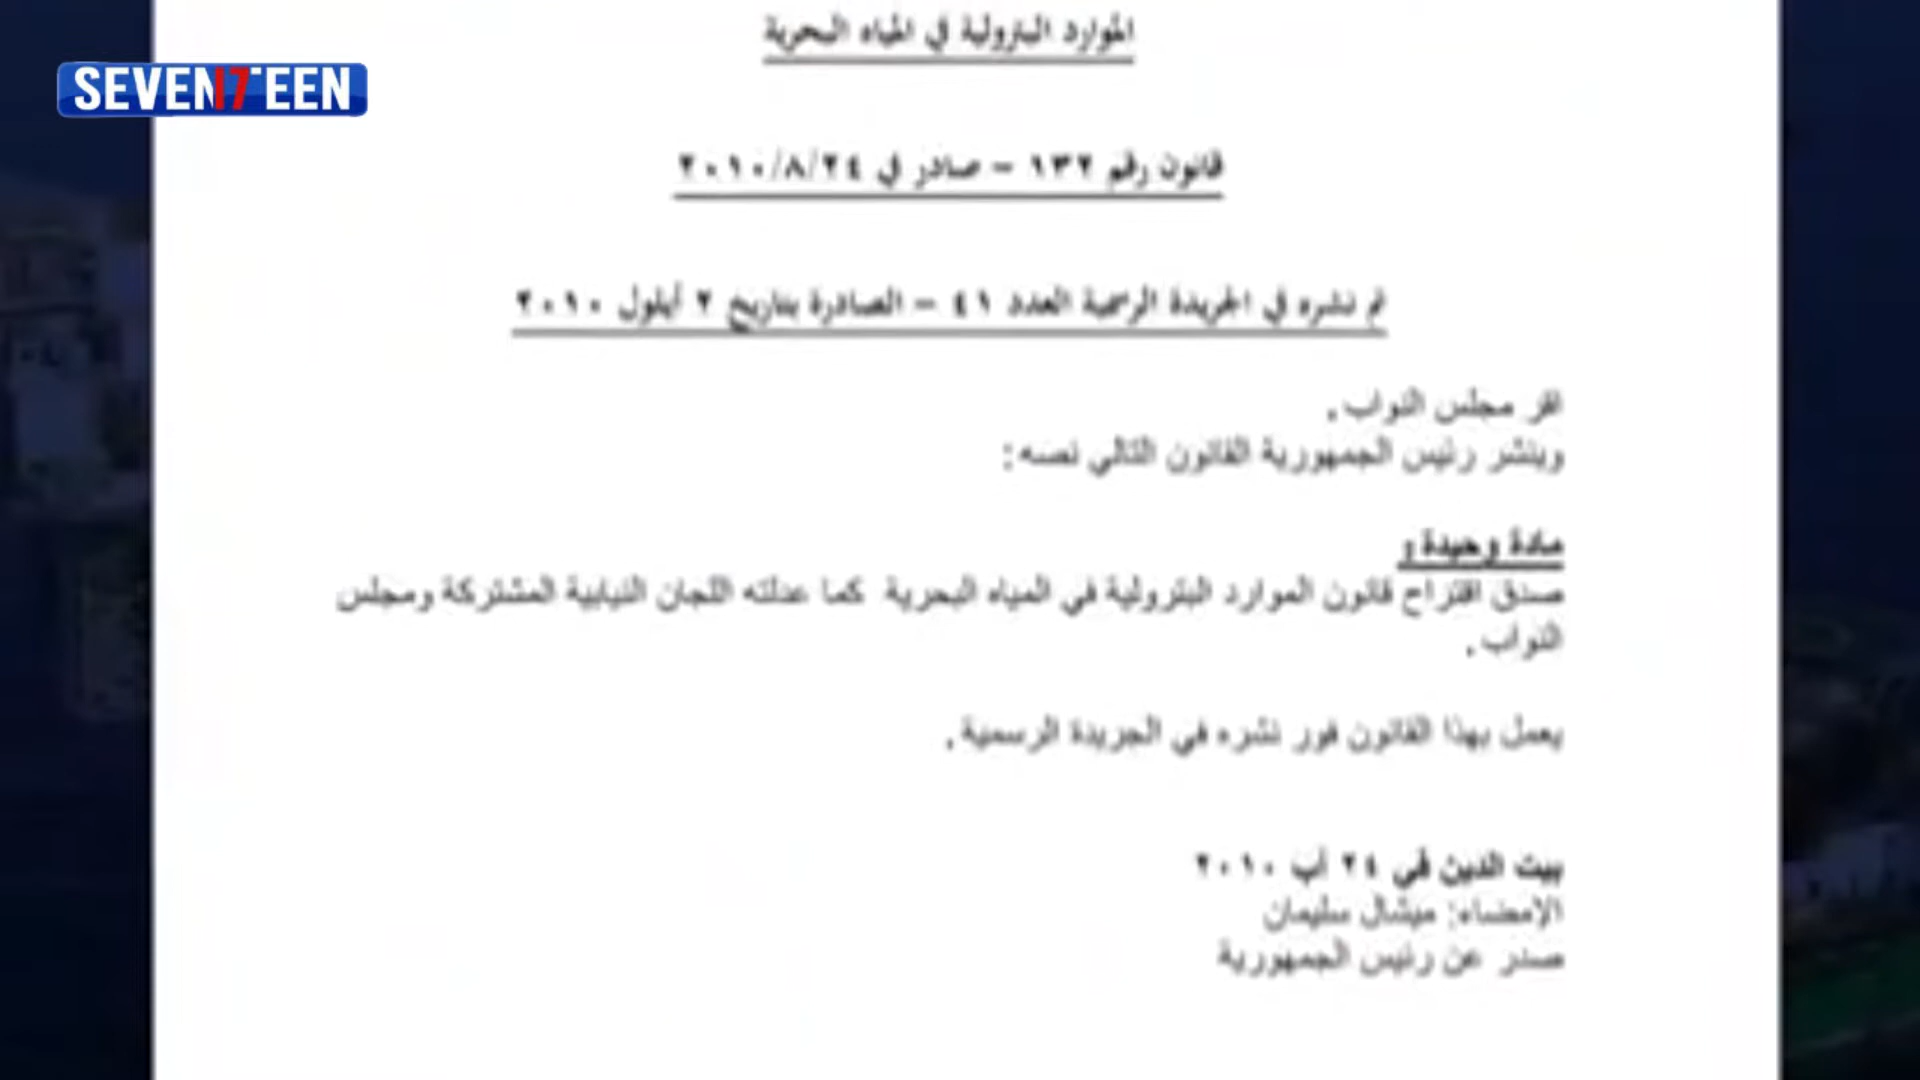 SEVEN17EEN
الموارد البترولية في المياه البحرية
قانون رقم ١٣٢ – صادر في ٢٠١٠/٨/٢٤
تم نشره في الجريدة الرسمية العدد ٤١ – الصادرة بتاريخ ٢ أيلول ٢٠١٠
اقر مجلس النواب.
وينشر رئيس الجمهورية القانون التالي نصه:
مادة وحيدة :
صدق اقتراح قانون الموارد البترولية في المياه البحرية كما عدلته اللجان النيابية المشتركة ومجلس
النواب.
يعمل بهذا القانون فور نشره في الجريدة الرسمية.
بيت الدين في ٢٤ آب ٢٠١٠
الامضاء: ميشال سليمان
صدر عن رئيس الجمهورية